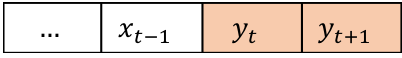 ... x_{t-1} y_t y_{t+1}